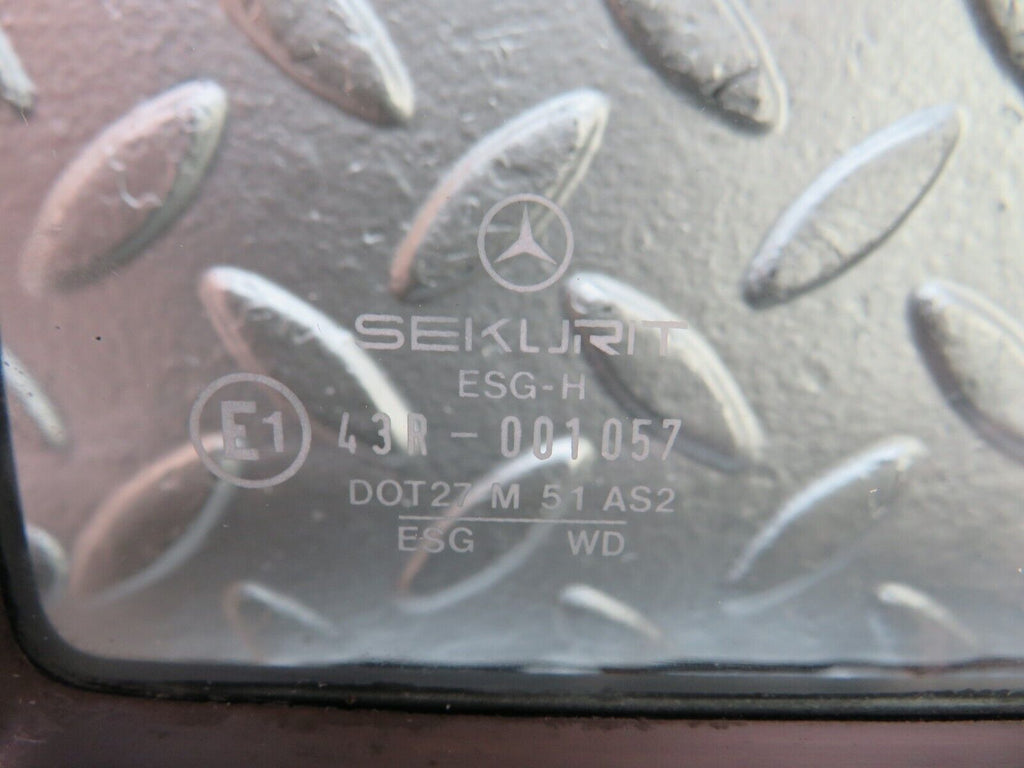 SEKURIT
ESG-H
E1 43R - 001057
DOT27 M 51 AS2
ESG WD